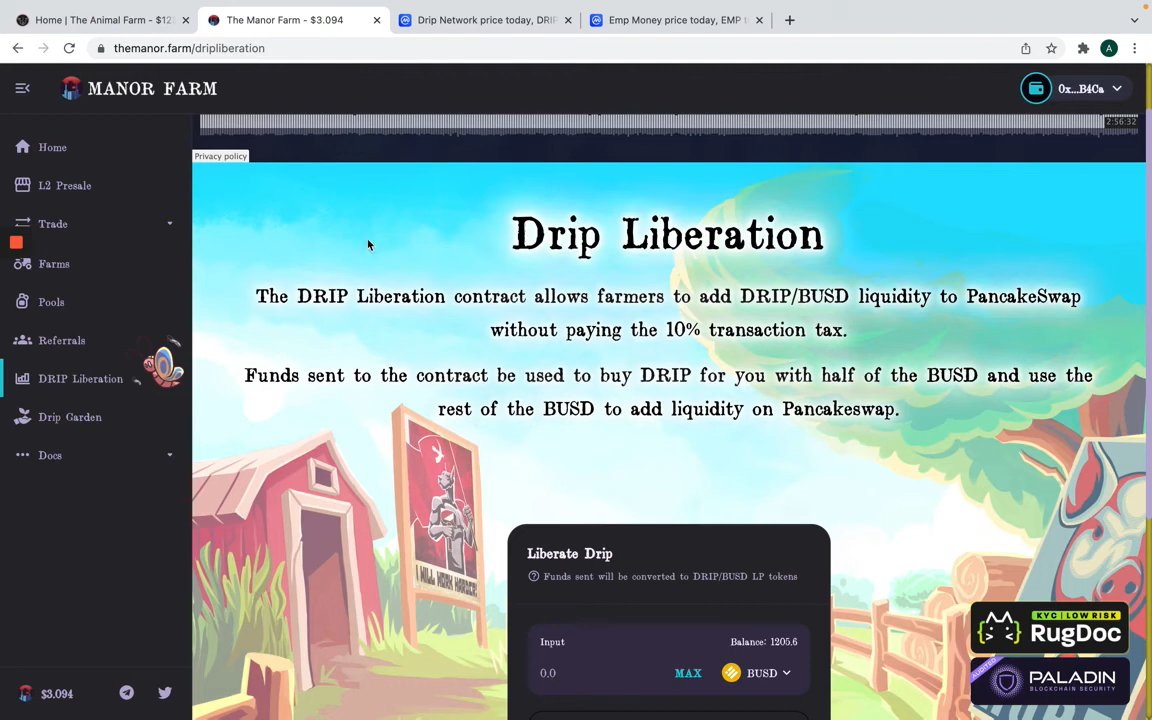 Home | The Animal Farm - $12
The Manor Farm - $3.094
Drip Network price today, DRIP
Emp Money price today, EMP t
themanor.farm/dripliberation
A
MANOR FARM
0x...B4Ca
2:56:32
Privacy policy
Home
L2 Presale
Trade
Farms
Pools
Referrals
DRIP Liberation
Drip Garden
Docs
$3.094
Drip Liberation
The DRIP Liberation contract allows farmers to add DRIP/BUSD liquidity to PancakeSwap
without paying the 10% transaction tax.
Funds sent to the contract be used to buy DRIP for you with half of the BUSD and use the
rest of the BUSD to add liquidity on Pancakeswap.
I WILL WORK HARDER!
Liberate Drip
Funds sent will be converted to DRIP/BUSD LP tokens
Input
Balance: 1205.6
0.0
MAX
BUSD
KYC | LOW RISK
RugDoc
AUDITED
PALADIN
BLOCKCHAIN SECURITY